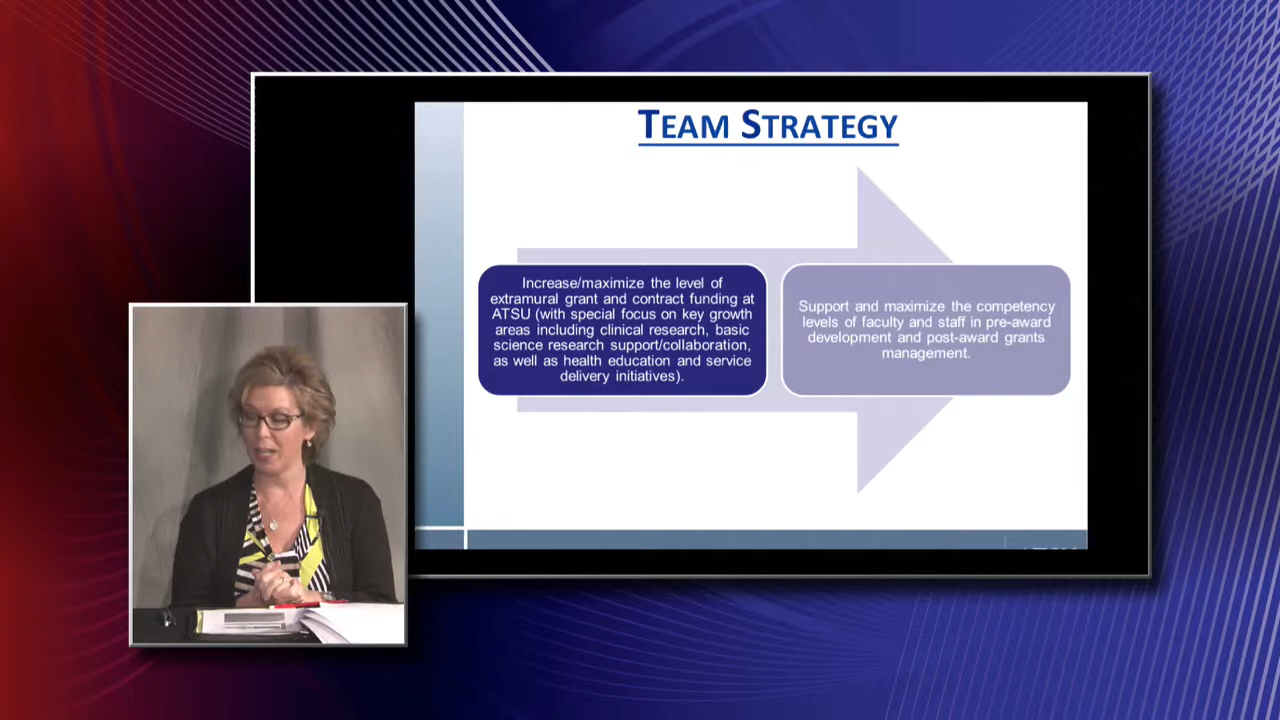 TEAM STRATEGY
Increase/maximize the level of
extramural grant and contract funding at
ATSU (with special focus on key growth
areas including clinical research, basic
science research support/collaboration,
as well as health education and service
delivery initiatives).
Support and maximize the competency
levels of faculty and staff in pre-award
development and post-award grants
management.